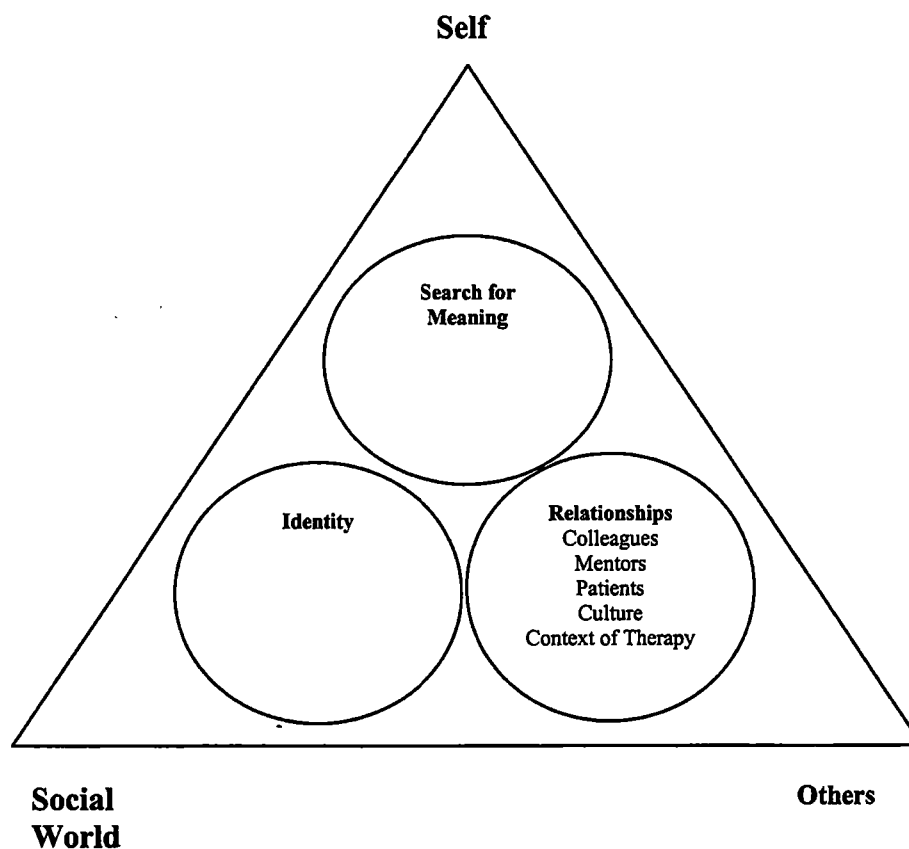 Self
Search for
Meaning
Identity
Relationships
Colleagues
Mentors
Patients
Culture
Context of Therapy
Social
World
Others